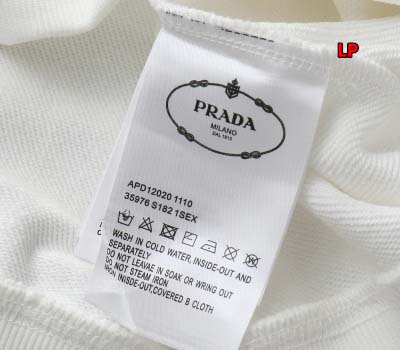 LP
PRADA
MILANO
DAL 1913
APD12020 1110
35976 S182 1SEX
WASH IN COLD WATER, INSIDE-OUT AND
SEPARATELY
DO NOT LEAVE IN SOAK OR WRING OUT
DO NOT STEAM IRON
IRON INISDE-OUT,COVERED B CLOTH